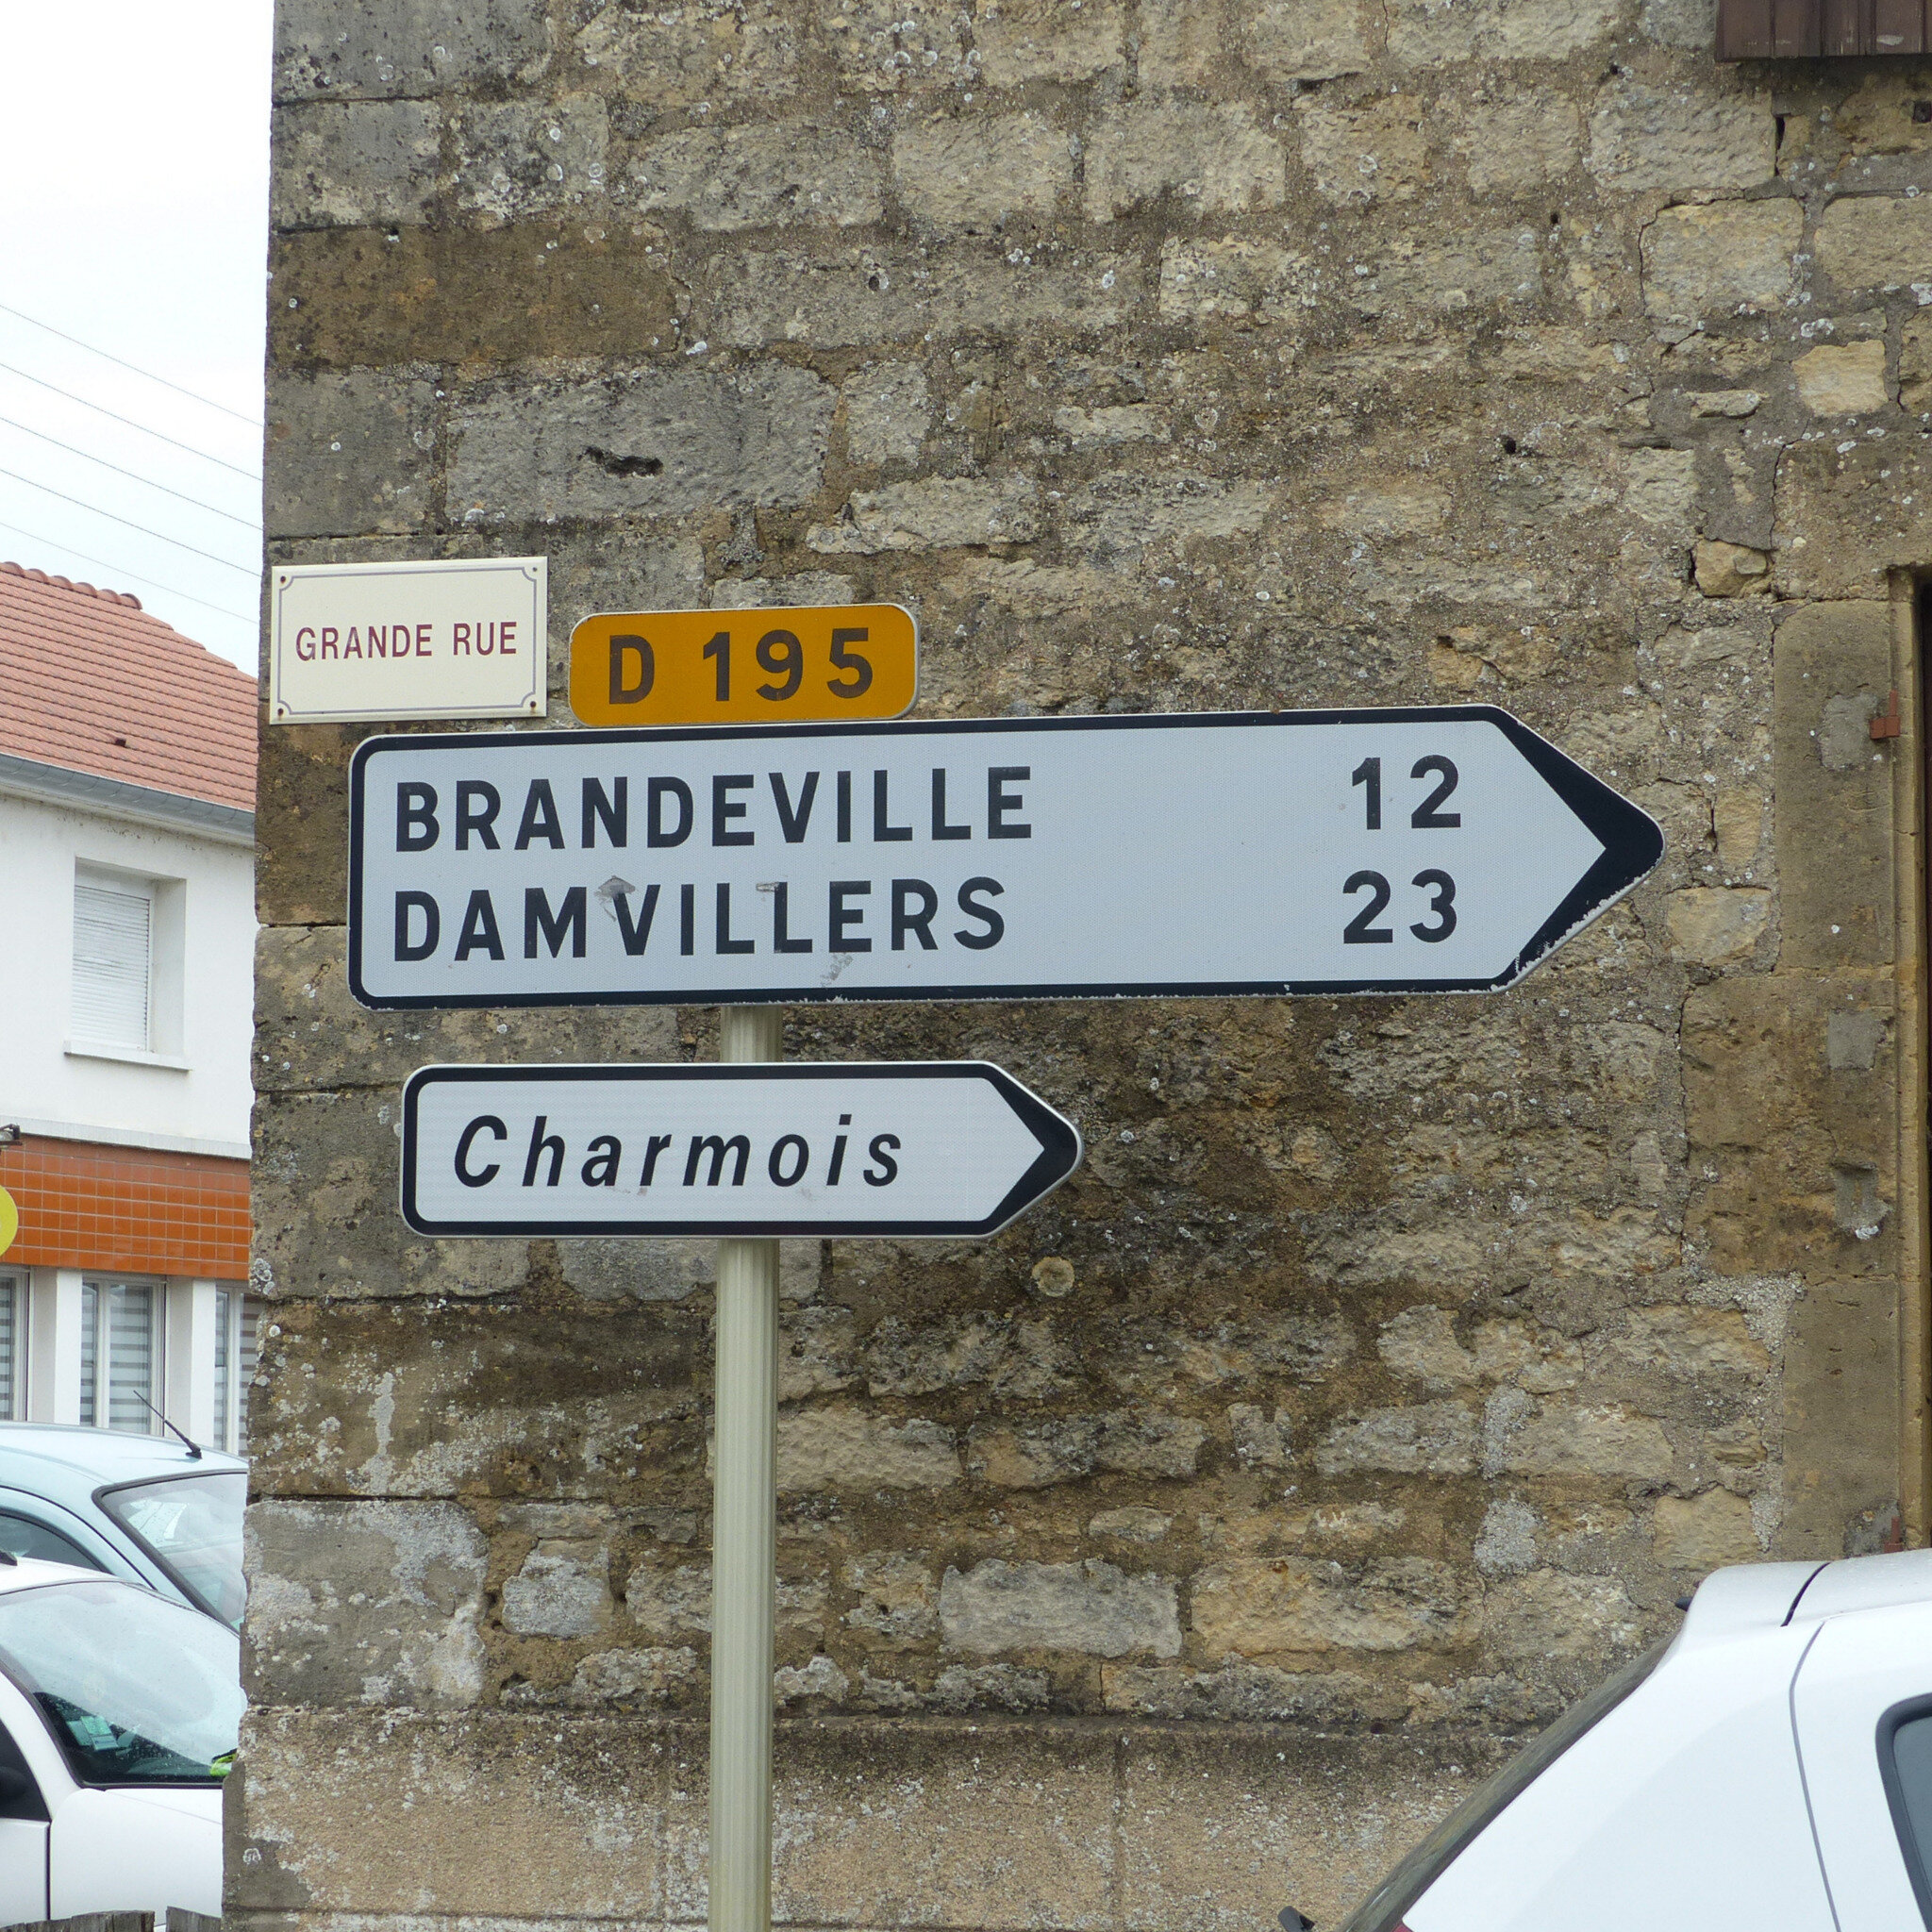 GRANDE RUE
D 195
BRANDEVILLE 12
DAMVILLERS 23
Charmois